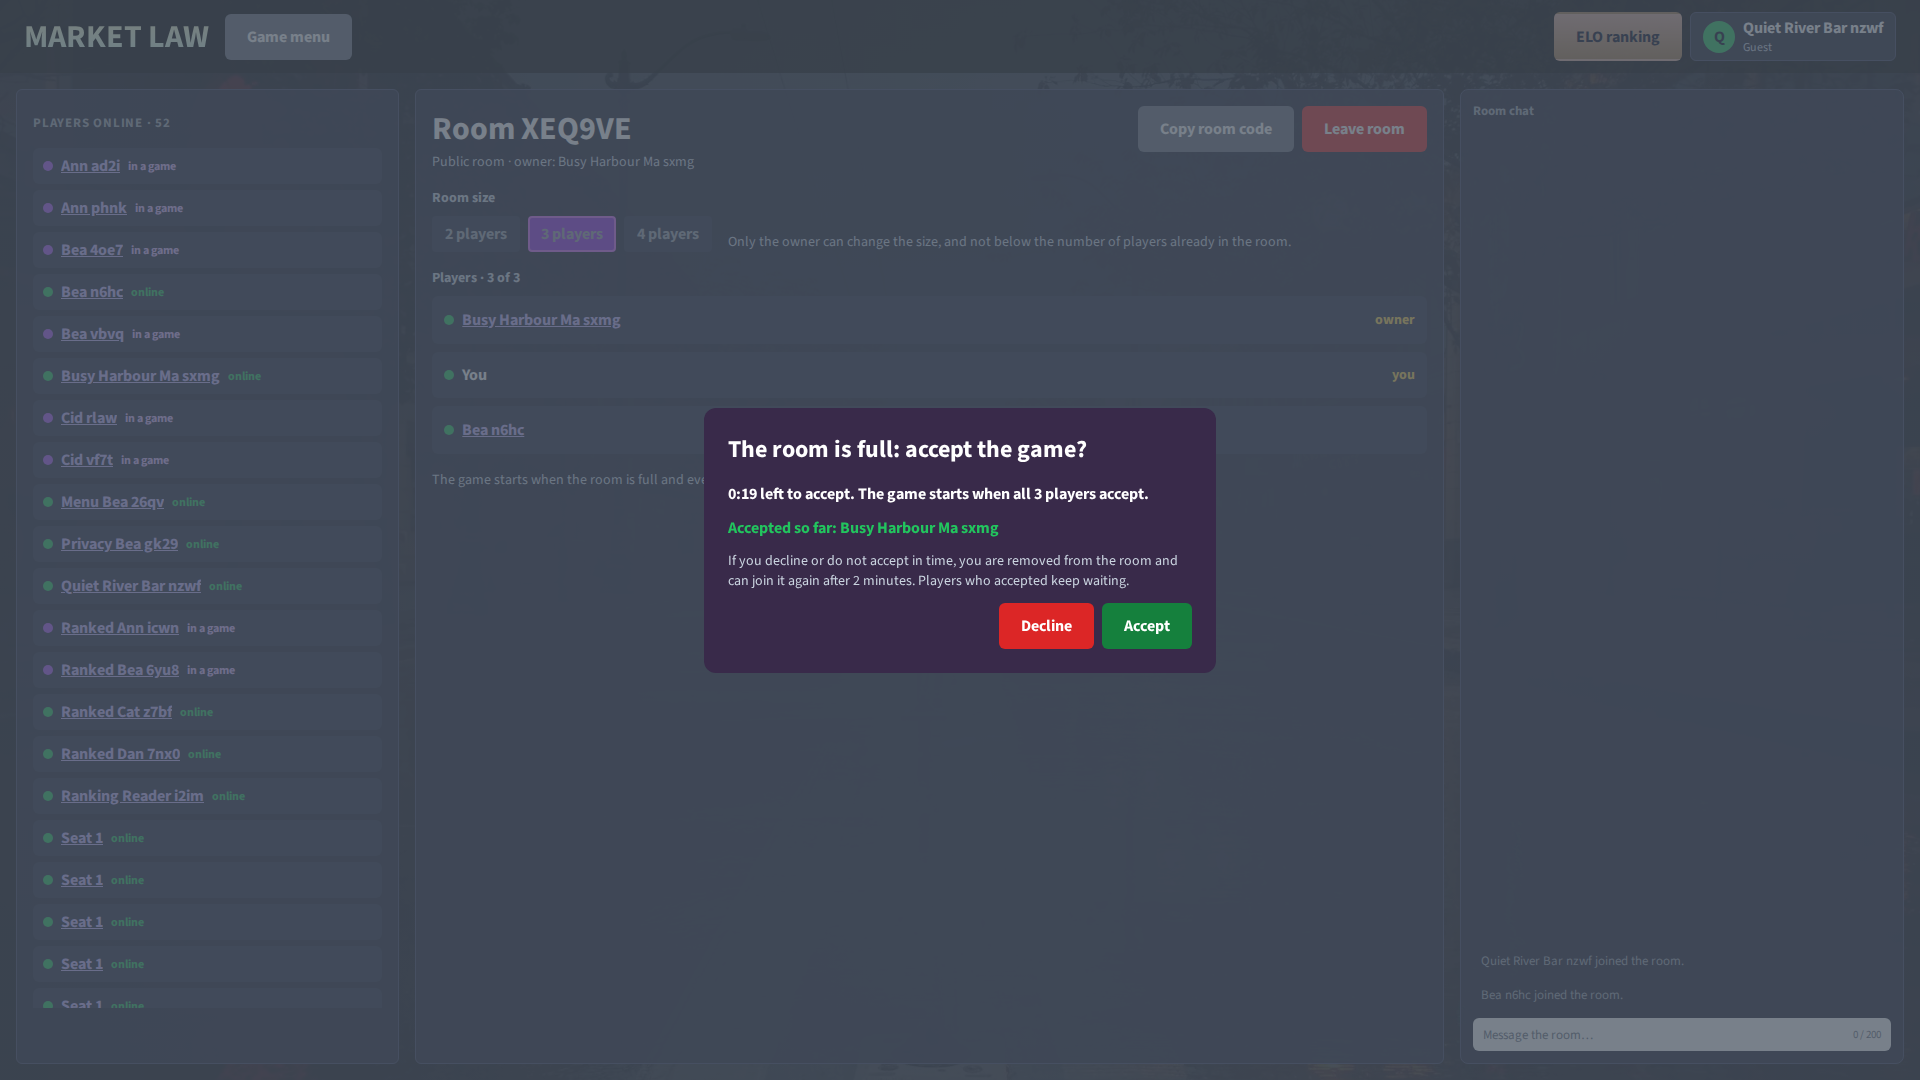 MARKET LAW
Game menu
ELO ranking
Q
Quiet River Bar nzwf
Guest
PLAYERS ONLINE · 52
Ann ad2i in a game
Ann phnk in a game
Bea 4oe7 in a game
Bea n6hc online
Bea vbvq in a game
Busy Harbour Ma sxmg online
Cid rlaw in a game
Cid vf7t in a game
Menu Bea 26qv online
Privacy Bea gk29 online
Quiet River Bar nzwf online
Ranked Ann icwn in a game
Ranked Bea 6yu8 in a game
Ranked Cat z7bf online
Ranked Dan 7nx0 online
Ranking Reader i2im online
Seat 1 online
Seat 1 online
Seat 1 online
Seat 1 online
Seat 1 online
Room XEQ9VE
Copy room code
Leave room
Public room · owner: Busy Harbour Ma sxmg
Room size
2 players
3 players
4 players
Only the owner can change the size, and not below the number of players already in the room.
Players · 3 of 3
Busy Harbour Ma sxmg owner
You you
Bea n6hc
The game starts when the room is full and
The room is full: accept the game?
0:19 left to accept. The game starts when all 3 players accept.
Accepted so far: Busy Harbour Ma sxmg
If you decline or do not accept in time, you are removed from the room and
can join it again after 2 minutes. Players who accepted keep waiting.
Decline
Accept
Room chat
Quiet River Bar nzwf joined the room.
Bea n6hc joined the room.
Message the room…
0 / 200